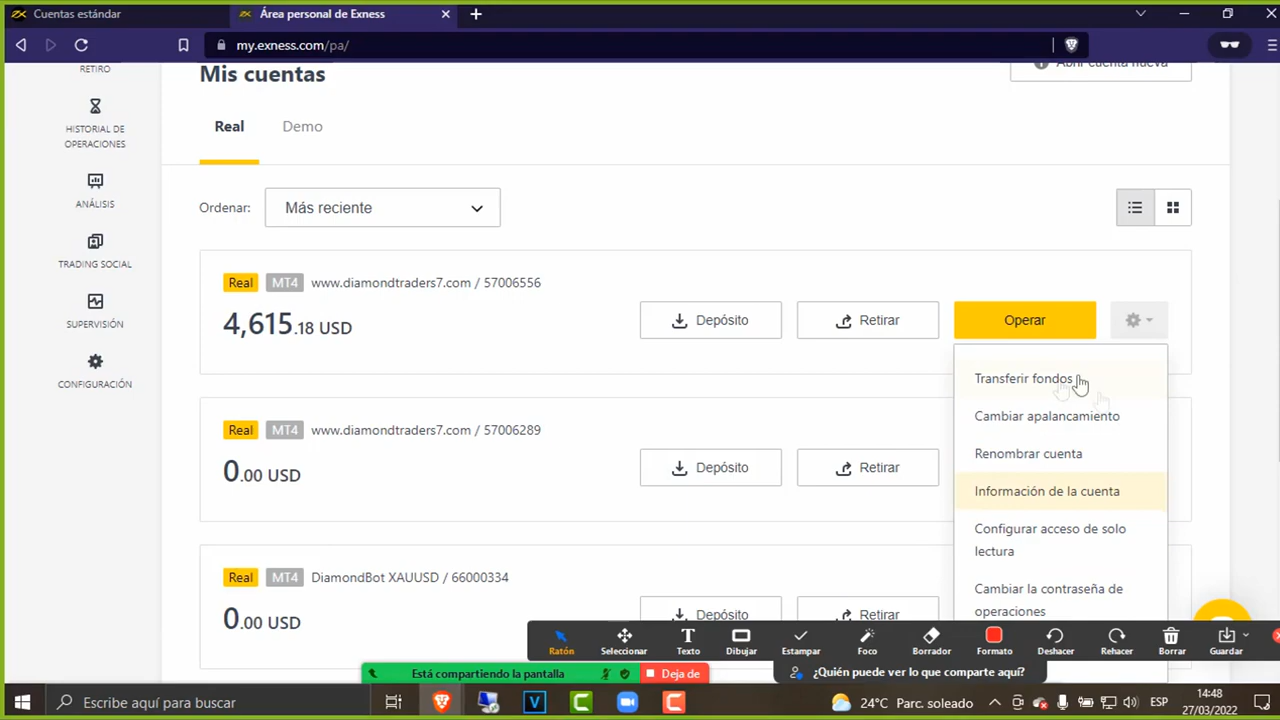 Cuentas estándar
Área personal de Exness
my.exness.com/pa/
RETIRO
HISTORIAL DE
OPERACIONES
ANÁLISIS
TRADING SOCIAL
SUPERVISIÓN
CONFIGURACIÓN
Mis cuentas
Abrir cuenta nueva
Real
Demo
Ordenar:
Más reciente
Real MT4 www.diamondtraders7.com / 57006556
4,615.18 USD
Depósito
Retirar
Operar
Transferir fondos
Cambiar apalancamiento
Renombrar cuenta
Información de la cuenta
Configurar acceso de solo
lectura
Cambiar la contraseña de
operaciones
Real MT4 www.diamondtraders7.com / 57006289
0.00 USD
Depósito
Retirar
Real MT4 DiamondBot XAUUSD / 66000334
0.00 USD
Depósito
Retirar
Ratón
Seleccionar
Texto
Dibujar
Estampar
Foco
Borrador
Formato
Deshacer
Rehacer
Borrar
Guardar
Está compartiendo la pantalla
Deja de
¿Quién puede ver lo que comparte aquí?
Escribe aquí para buscar
24°C Parc. soleado
ESP
14:48
27/03/2022